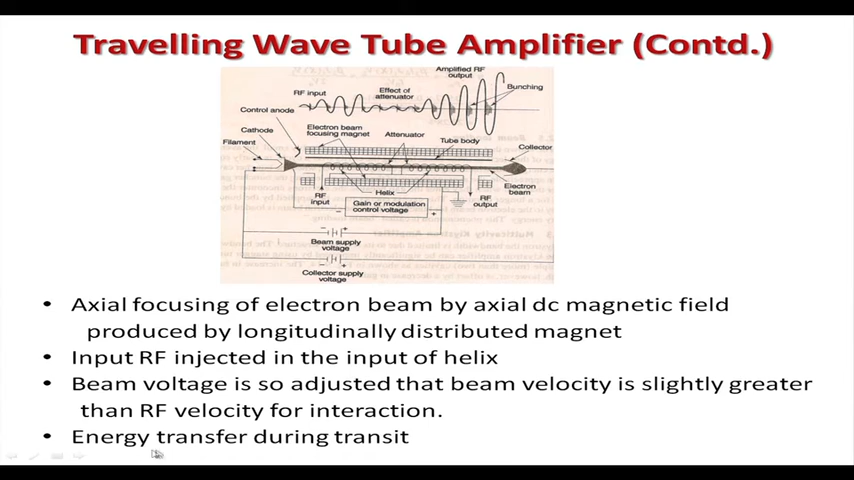 Travelling Wave Tube Amplifier (Contd.)
Amplified RF
output
Bunching
RF input
Effect of
attenuator
Control anode
Electron beam
focusing magnet
Attenuator
Tube body
Cathode
Filament
Collector
Helix
Electron
beam
RF
input
RF
output
Gain or modulation
control voltage
− +
− +
Beam supply
voltage
− +
Collector supply
voltage
• Axial focusing of electron beam by axial dc magnetic field
produced by longitudinally distributed magnet
• Input RF injected in the input of helix
• Beam voltage is so adjusted that beam velocity is slightly greater
than RF velocity for interaction.
• Energy transfer during transit